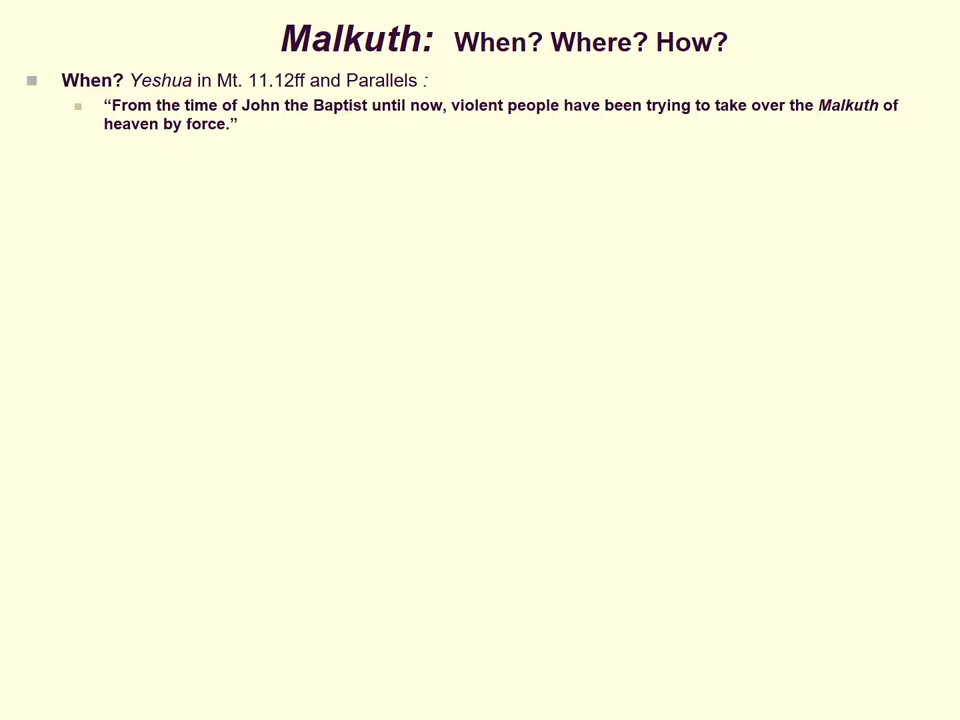 Malkuth: When? Where? How?
When? Yeshua in Mt. 11.12ff and Parallels :
“From the time of John the Baptist until now, violent people have been trying to take over the Malkuth of
heaven by force.”